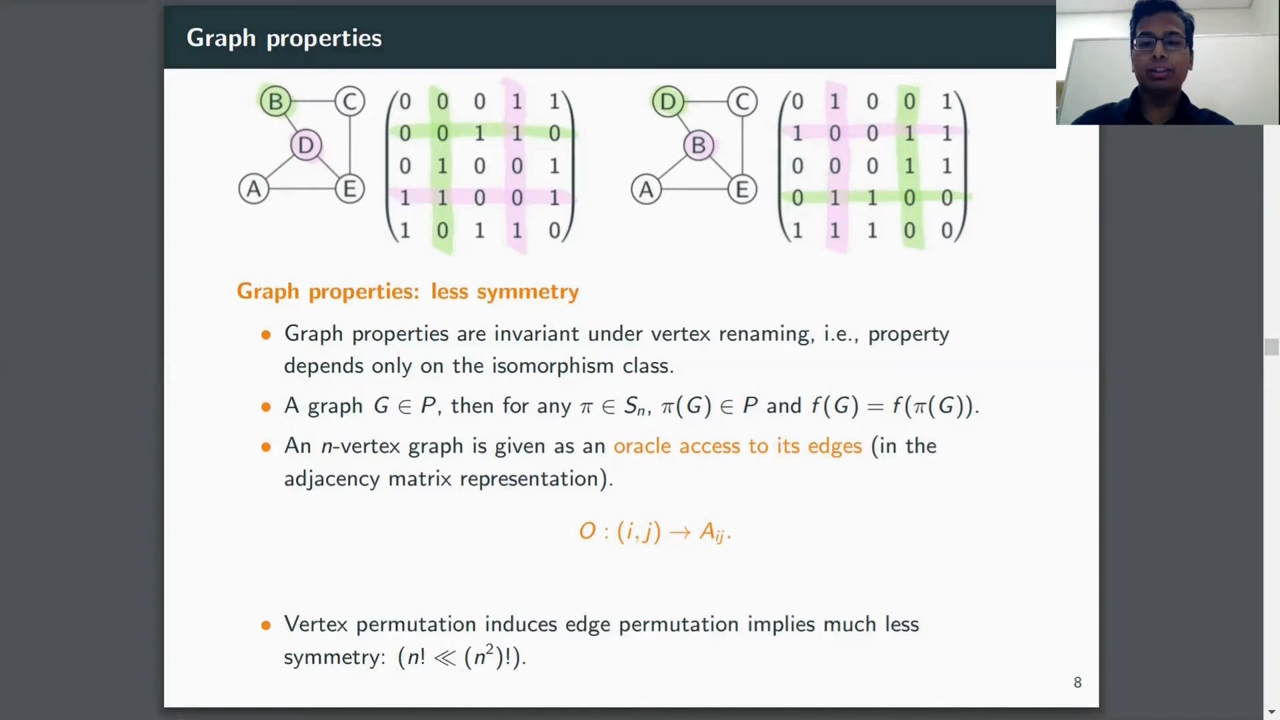 Graph properties
B C
D
A E
0 0 0 1 1
0 0 1 1 0
0 1 0 0 1
1 1 0 0 1
1 0 1 1 0
D C
B
A E
0 1 0 0 1
1 0 0 1 1
0 0 0 1 1
0 1 1 0 0
1 1 1 0 0
Graph properties: less symmetry
• Graph properties are invariant under vertex renaming, i.e., property
depends only on the isomorphism class.
• A graph G ∈ P, then for any π ∈ Sₙ, π(G) ∈ P and f(G) = f(π(G)).
• An n-vertex graph is given as an oracle access to its edges (in the
adjacency matrix representation).
O : (i, j) → Aᵢⱼ.
• Vertex permutation induces edge permutation implies much less
symmetry: (n! ≪ (n²)!).
8